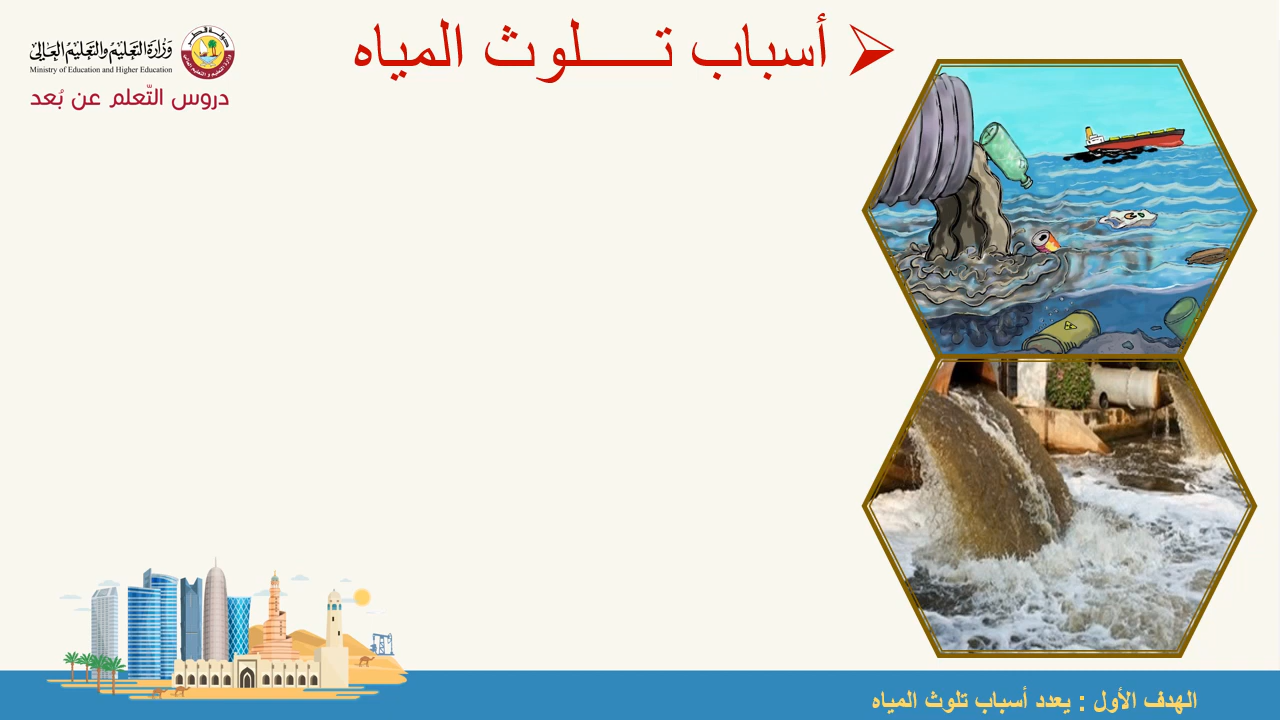 أسباب تـــــلوث المياه
وزارة التعليم والتعليم العالي
Ministry of Education and Higher Education
دروس التّعلم عن بُعد
الهدف الأول : يعدد أسباب تلوث المياه